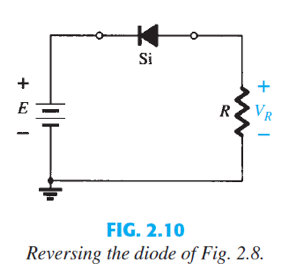 Si
+
E
−
+
R
V_R
−
FIG. 2.10
Reversing the diode of Fig. 2.8.